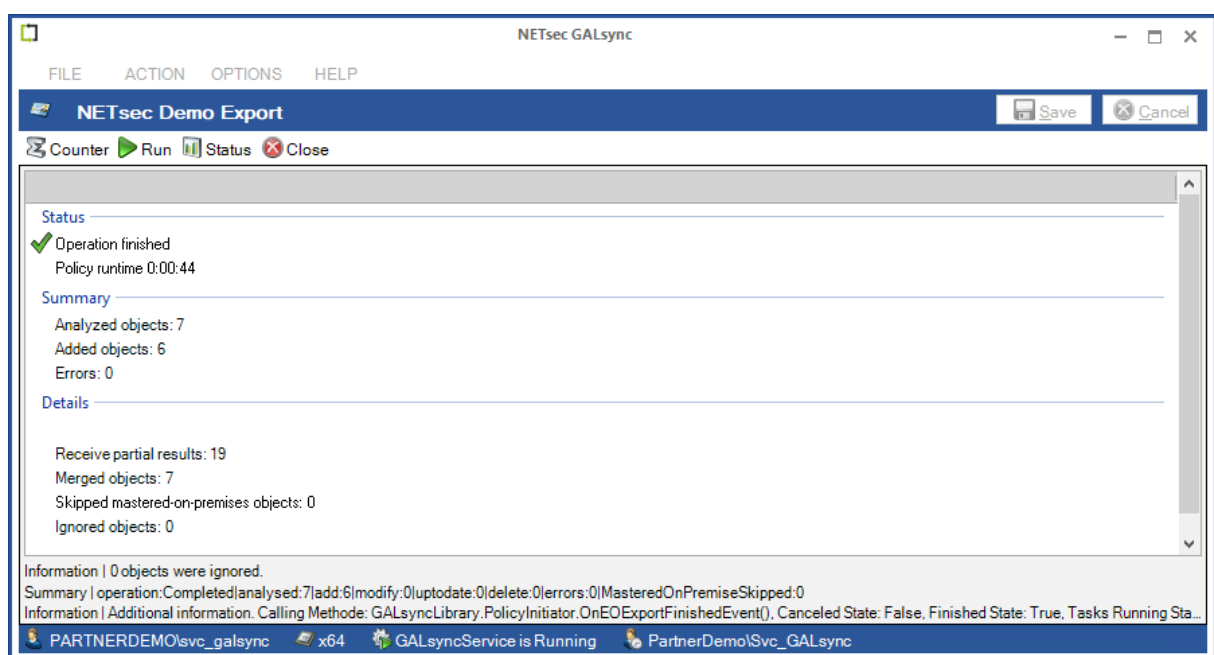 NETsec GALsync
FILE ACTION OPTIONS HELP
NETsec Demo Export Save Cancel
Counter Run Status Close
Status
Operation finished
Policy runtime 0:00:44
Summary
Analyzed objects: 7
Added objects: 6
Errors: 0
Details
Receive partial results: 19
Merged objects: 7
Skipped mastered-on-premises objects: 0
Ignored objects: 0
Information | 0 objects were ignored.
Summary | operation:Completed|analysed:7|add:6|modify:0|uptodate:0|delete:0|errors:0|MasteredOnPremiseSkipped:0
Information | Additional information. Calling Methode: GALsyncLibrary.PolicyInitiator.OnEOExportFinishedEvent(), Canceled State: False, Finished State: True, Tasks Running Sta...
PARTNERDEMO\svc_galsync x64 GALsyncService is Running PartnerDemo\Svc_GALsync